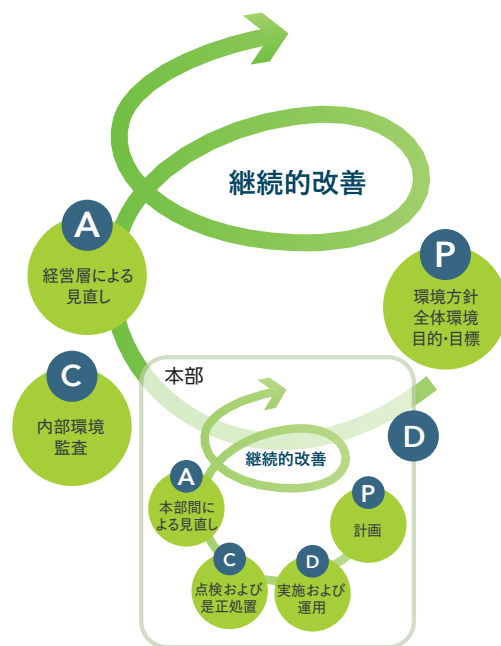 継続的改善
A
経営層による
見直し
P
環境方針
全体環境
目的・目標
C
内部環境
監査
本部
D
継続的改善
A
本部間に
よる見直し
P
計画
C
点検および
是正処置
D
実施および
運用